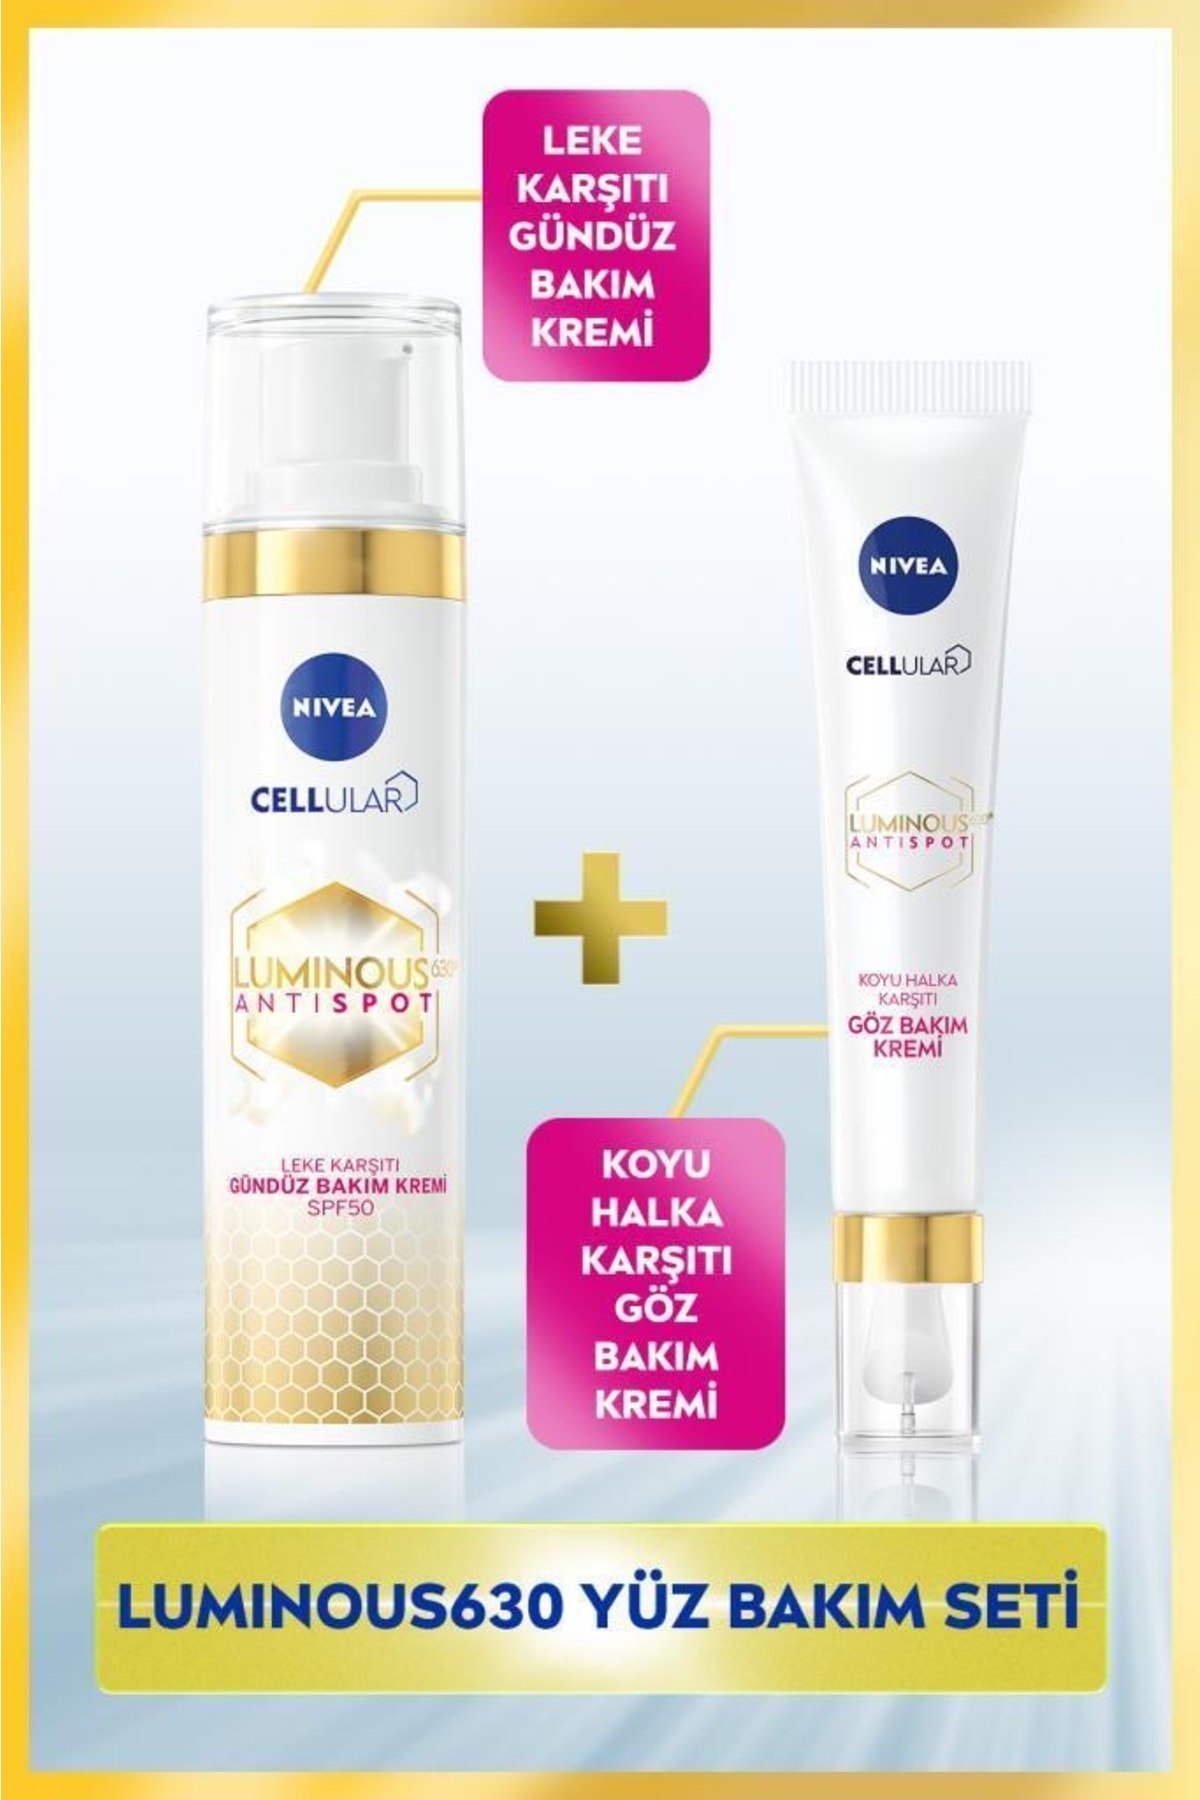 LEKE
KARŞITI
GÜNDÜZ
BAKIM
KREMİ
NIVEA
CELLULAR
LUMINOUS630®
ANTISPOT
LEKE KARŞITI
GÜNDÜZ BAKIM KREMİ
SPF50
NIVEA
CELLULAR
LUMINOUS630®
ANTISPOT
KOYU HALKA
KARŞITI
GÖZ BAKIM
KREMİ
KOYU
HALKA
KARŞITI
GÖZ
BAKIM
KREMİ
LUMINOUS630 YÜZ BAKIM SETİ